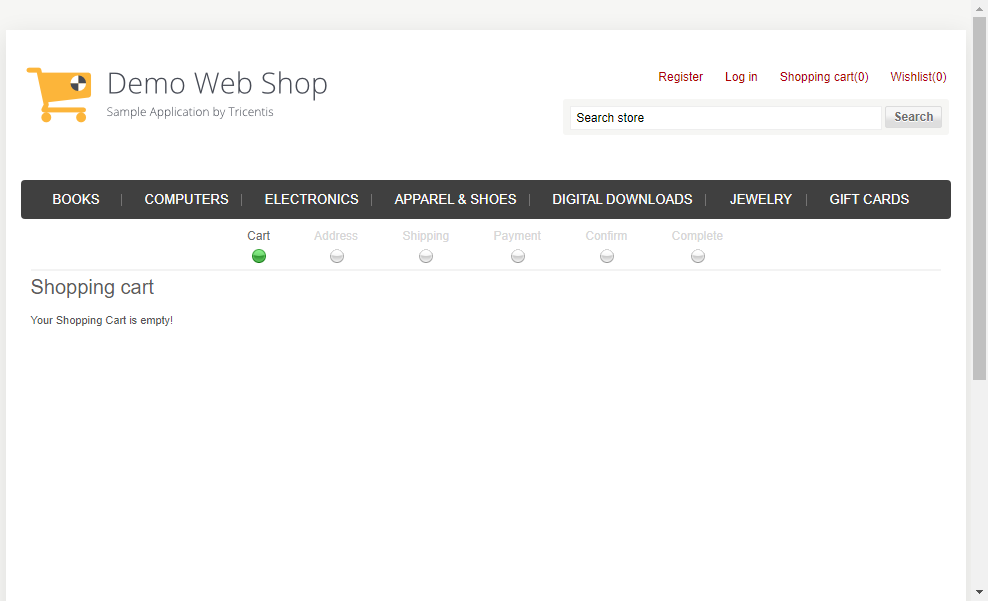 Demo Web Shop
Sample Application by Tricentis
Register Log in Shopping cart(0) Wishlist(0)
Search store Search
BOOKS COMPUTERS ELECTRONICS APPAREL & SHOES DIGITAL DOWNLOADS JEWELRY GIFT CARDS
Cart Address Shipping Payment Confirm Complete
Shopping cart
Your Shopping Cart is empty!